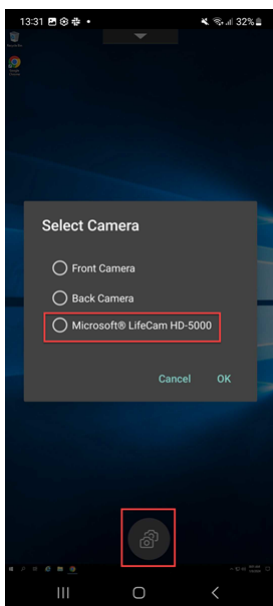 13:31
32%
Select Camera
Front Camera
Back Camera
Microsoft® LifeCam HD-5000
Cancel OK